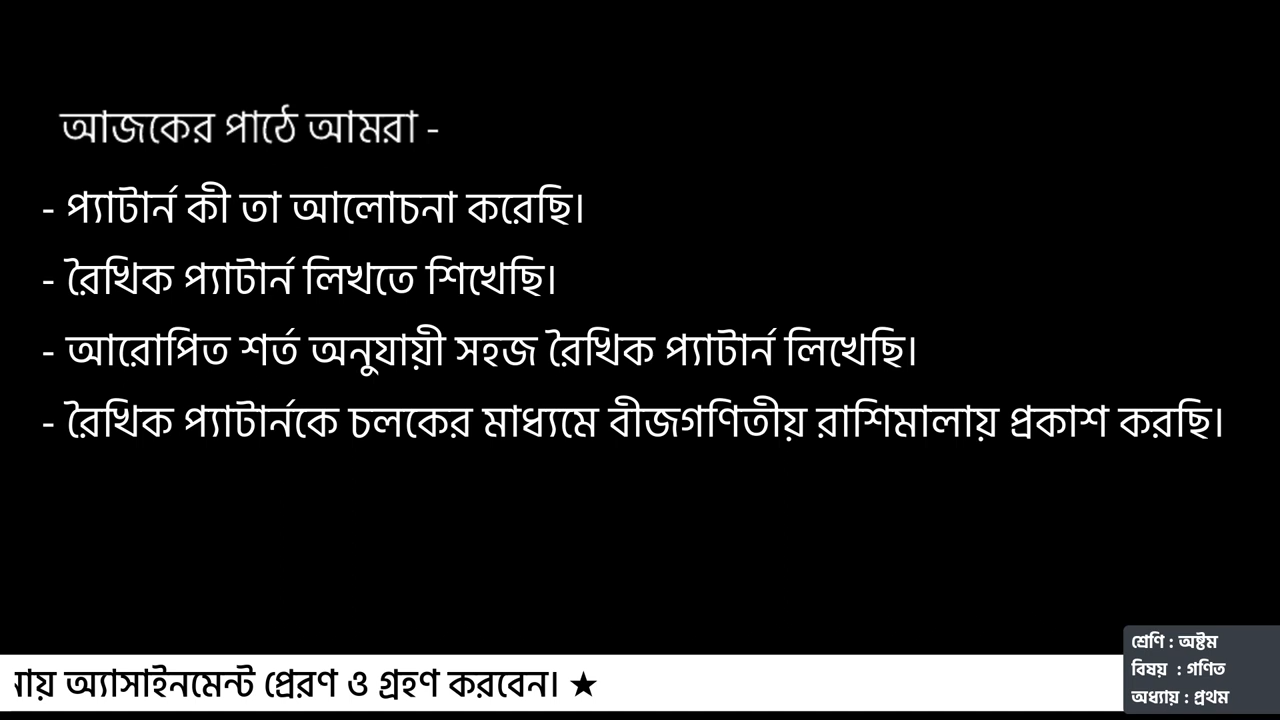 আজকের পাঠে আমরা -
- প্যাটার্ন কী তা আলোচনা করেছি।
- রৈখিক প্যাটার্ন লিখতে শিখেছি।
- আরোপিত শর্ত অনুযায়ী সহজ রৈখিক প্যাটার্ন লিখেছি।
- রৈখিক প্যাটার্নকে চলকের মাধ্যমে বীজগণিতীয় রাশিমালায় প্রকাশ করছি।
শ্রেণি : অষ্টম
বিষয় : গণিত
অধ্যায় : প্রথম
অ্যাসাইনমেন্ট প্রেরণ ও গ্রহণ করবেন। ★